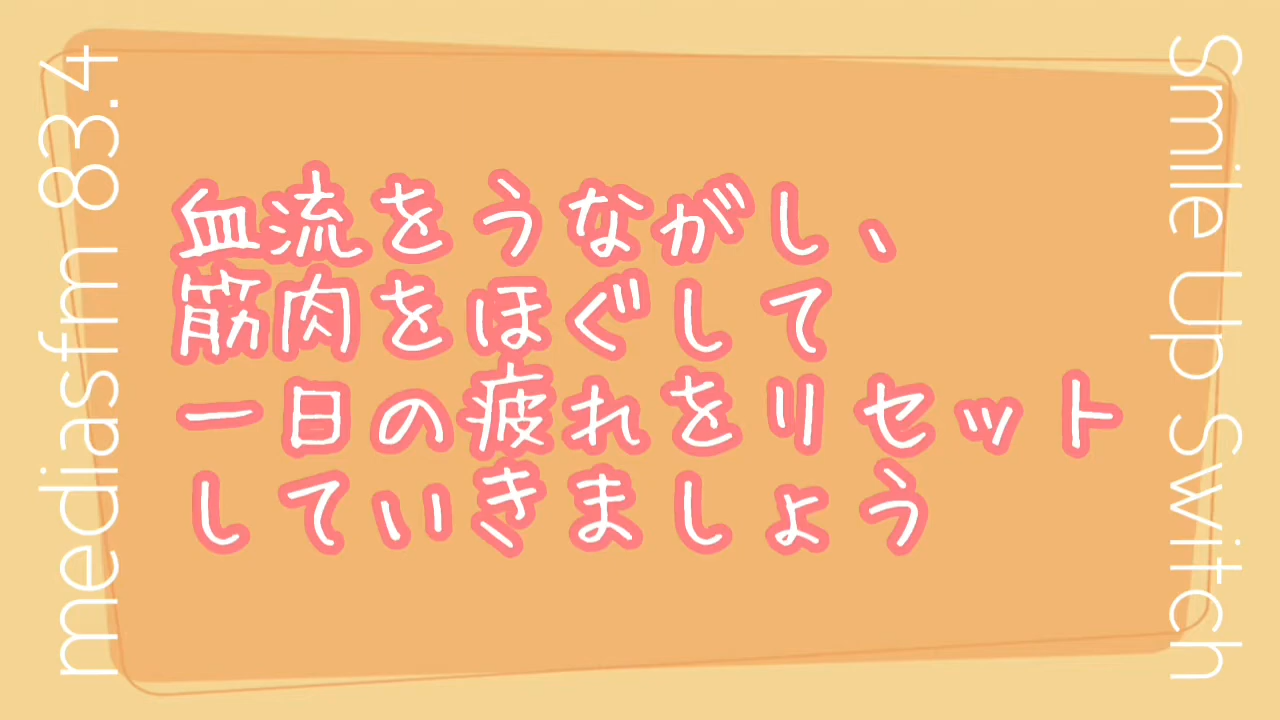 mediasfm 83.4
血流をうながし、
筋肉をほぐして
一日の疲れをリセット
していきましょう
Smile Up Switch